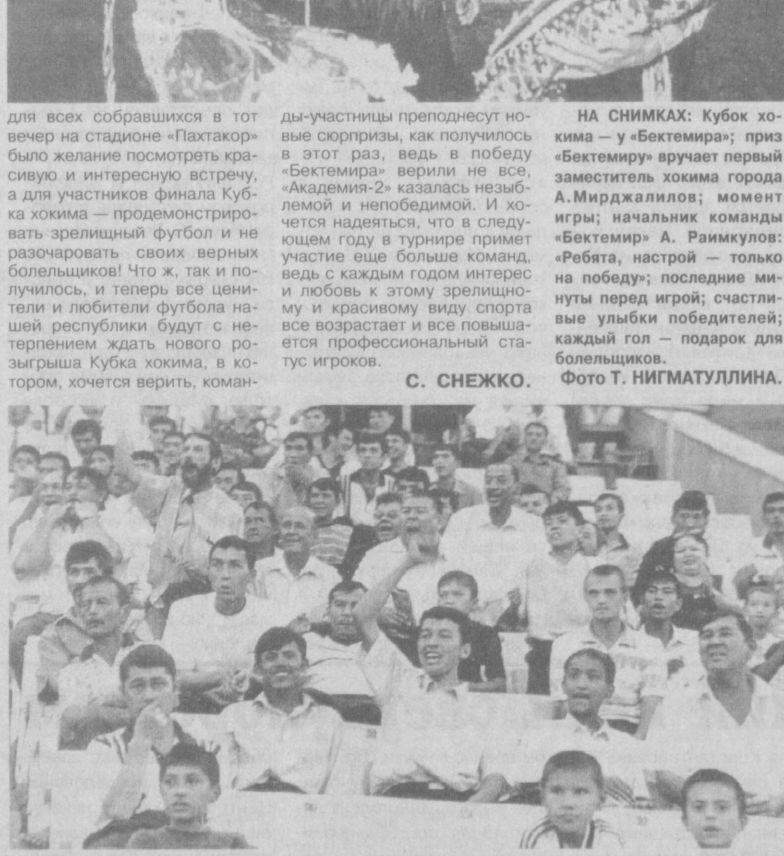 для всех собравшихся в тот
вечер на стадионе «Пахтакор»
было желание посмотреть кра-
сивую и интересную встречу,
а для участников финала Куб-
ка хокима — продемонстриро-
вать зрелищный футбол и не
разочаровать своих верных
болельщиков! Что ж, так и по-
лучилось, и теперь все цени-
тели и любители футбола на-
шей республики будут с не-
терпением ждать нового ро-
зыгрыша Кубка хокима, в ко-
тором, хочется верить, коман-
ды-участницы преподнесут но-
вые сюрпризы, как получилось
в этот раз, ведь в победу
«Бектемира» верили не все,
«Академия-2» казалась незыб-
лемой и непобедимой. И хо-
чется надеяться, что в следу-
ющем году в турнире примет
участие еще больше команд,
ведь с каждым годом интерес
и любовь к этому зрелищно-
му и красивому виду спорта
все возрастает и все повыша-
ется профессиональный ста-
тус игроков.
С. СНЕЖКО.
НА СНИМКАХ: Кубок хо-
кима — у «Бектемира»; приз
«Бектемиру» вручает первый
заместитель хокима города
А.Мирджалилов; момент
игры; начальник команды
«Бектемир» А. Раимкулов:
«Ребята, настрой — только
на победу»; последние ми-
нуты перед игрой; счастли-
вые улыбки победителей;
каждый гол — подарок для
болельщиков.
Фото Т. НИГМАТУЛЛИНА.